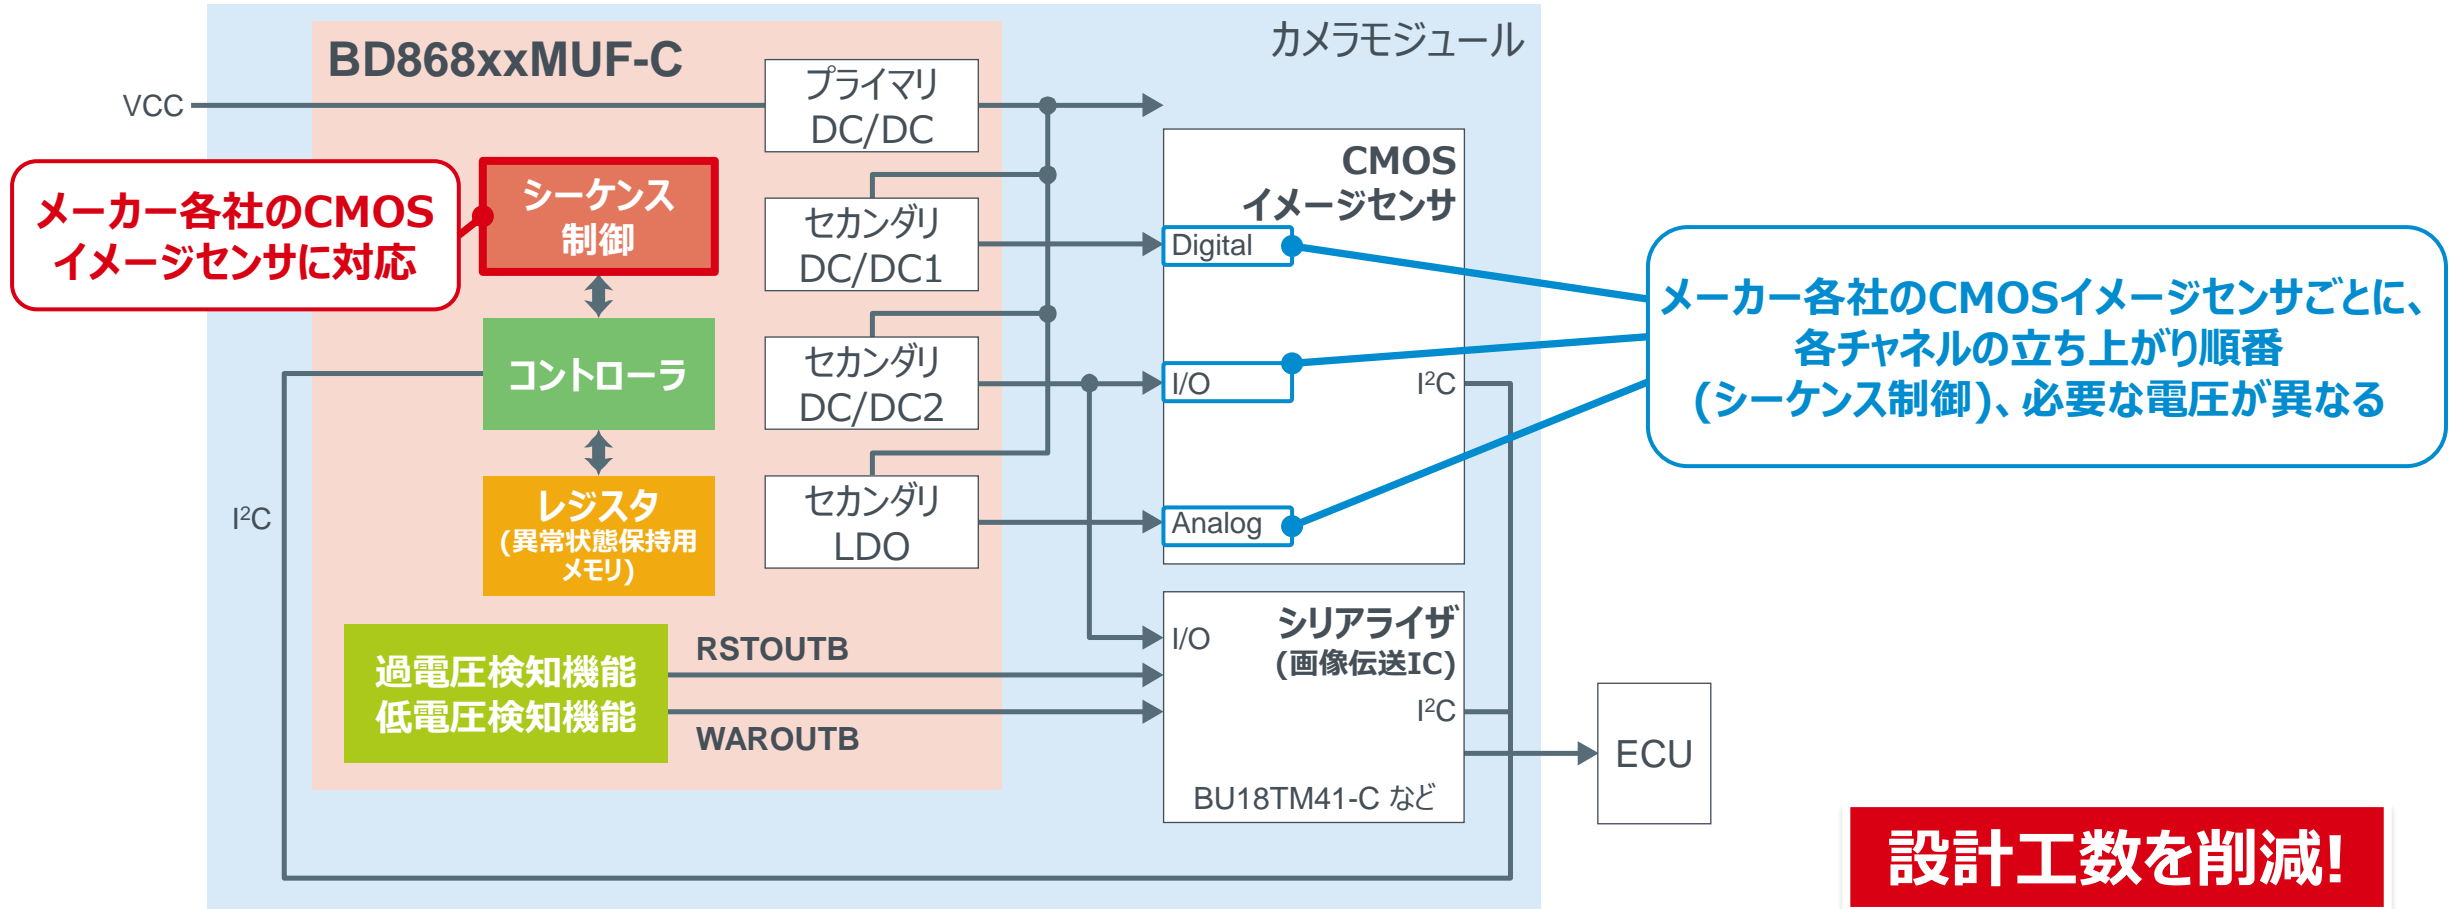 カメラモジュール
BD868xxMUF-C
VCC
プライマリ
DC/DC
シーケンス
制御
メーカー各社のCMOS
イメージセンサに対応
セカンダリ
DC/DC1
コントローラ
セカンダリ
DC/DC2
レジスタ
(異常状態保持用
メモリ)
セカンダリ
LDO
I²C
過電圧検知機能
低電圧検知機能
RSTOUTB
WAROUTB
CMOS
イメージセンサ
Digital
I/O
I²C
Analog
シリアライザ
(画像伝送IC)
I/O
I²C
BU18TM41-C など
ECU
メーカー各社のCMOSイメージセンサごとに、
各チャネルの立ち上がり順番
(シーケンス制御)、必要な電圧が異なる
設計工数を削減!